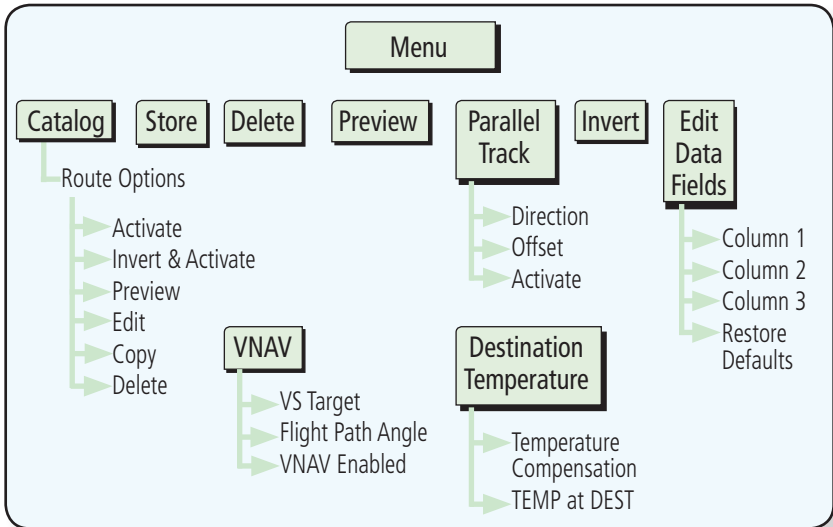 Menu
Catalog
Store
Delete
Preview
Parallel
Track
Invert
Edit
Data
Fields
Route Options
Activate
Invert & Activate
Preview
Edit
Copy
Delete
Direction
Offset
Activate
Column 1
Column 2
Column 3
Restore
Defaults
VNAV
VS Target
Flight Path Angle
VNAV Enabled
Destination
Temperature
Temperature
Compensation
TEMP at DEST